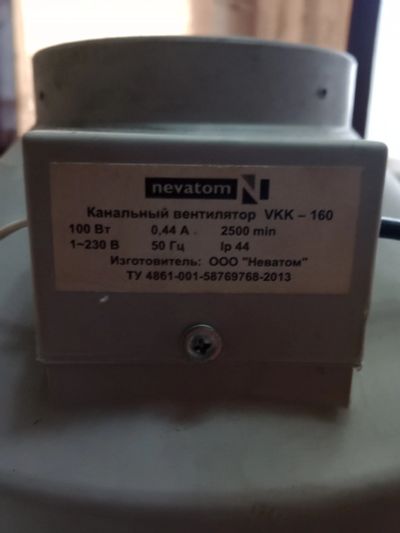 nevatom N
Канальный вентилятор VKK – 160
100 Вт 0,44 А 2500 min
1~230 В 50 Гц Ip 44
Изготовитель: ООО "Неватом"
ТУ 4861-001-58769768-2013